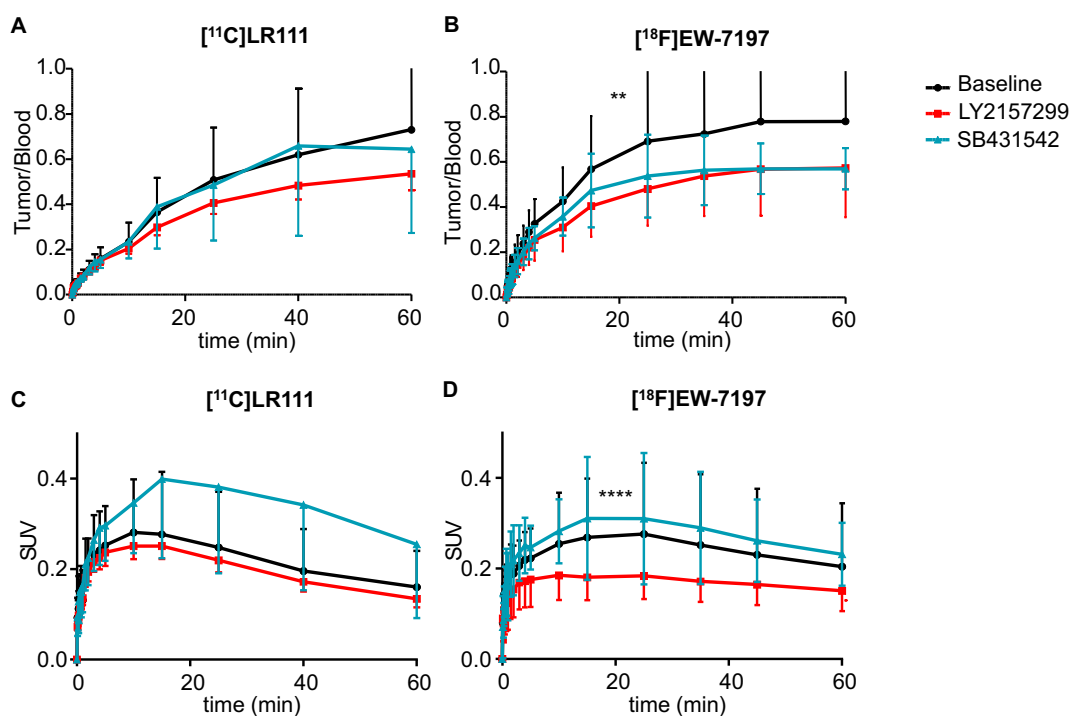 A
[¹¹C]LR111
Tumor/Blood
1.0
0.8
0.6
0.4
0.2
0.0
0
20
40
60
time (min)
B
[¹⁸F]EW-7197
Tumor/Blood
1.0
0.8
0.6
0.4
0.2
0.0
**
0
20
40
60
time (min)
Baseline
LY2157299
SB431542
C
[¹¹C]LR111
SUV
0.4
0.2
0.0
0
20
40
60
time (min)
D
[¹⁸F]EW-7197
SUV
0.4
0.2
0.0
****
0
20
40
60
time (min)